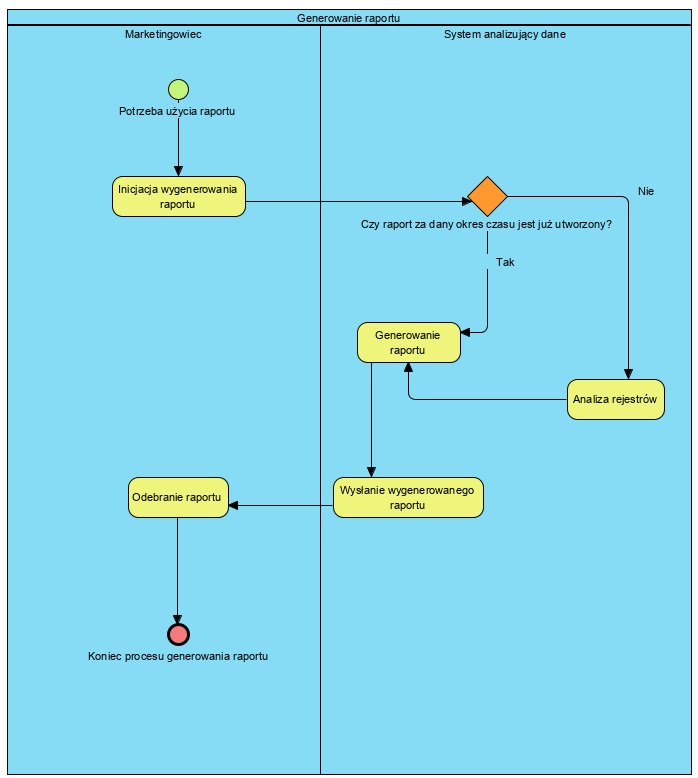 Generowanie raportu
Marketingowiec
System analizujący dane
Potrzeba użycia raportu
Inicjacja wygenerowania
raportu
Nie
Czy raport za dany okres czasu jest już utworzony?
Tak
Generowanie
raportu
Analiza rejestrów
Odebranie raportu
Wysłanie wygenerowanego
raportu
Koniec procesu generowania raportu